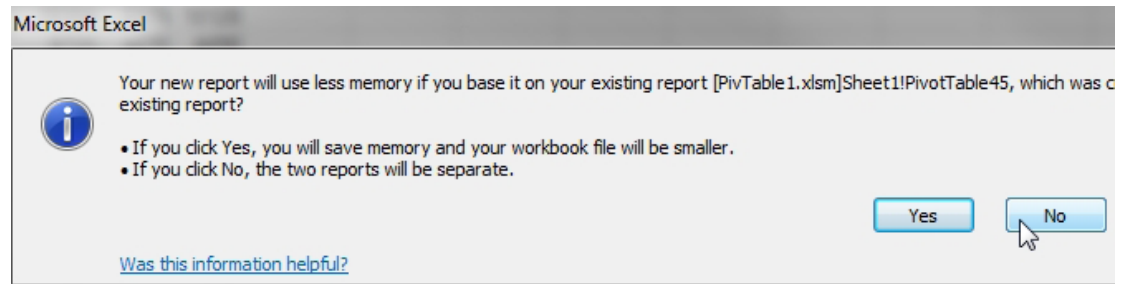 Microsoft Excel
Your new report will use less memory if you base it on your existing report [PivTable1.xlsm]Sheet1!PivotTable45, which was
existing report?
• If you click Yes, you will save memory and your workbook file will be smaller.
• If you click No, the two reports will be separate.
Yes No
Was this information helpful?